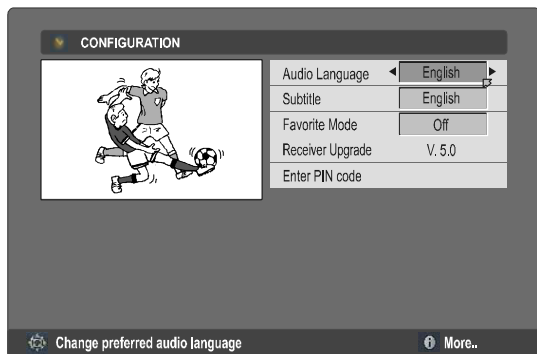 CONFIGURATION
Audio Language English
Subtitle English
Favorite Mode Off
Receiver Upgrade V. 5.0
Enter PIN code
Change preferred audio language More..